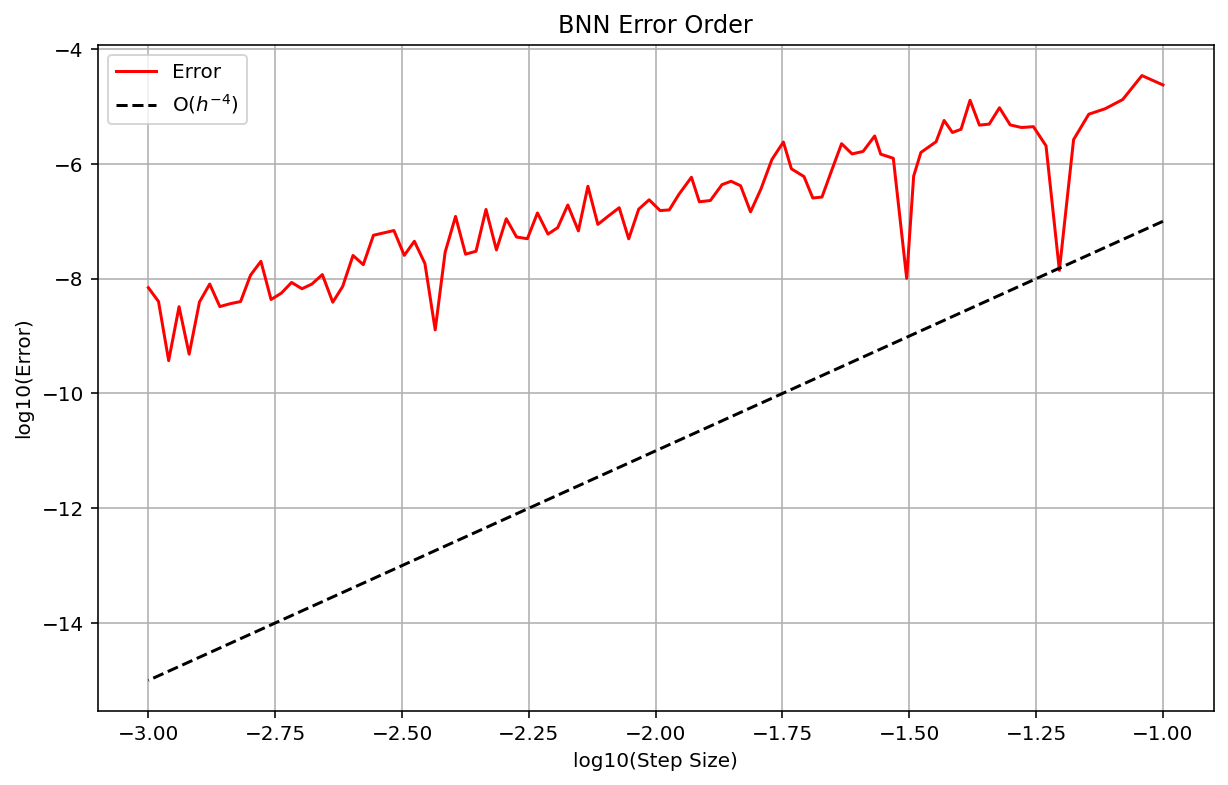 BNN Error Order
Error
O(h⁻⁴)
log10(Error)
−4
−6
−8
−10
−12
−14
−3.00 −2.75 −2.50 −2.25 −2.00 −1.75 −1.50 −1.25 −1.00
log10(Step Size)